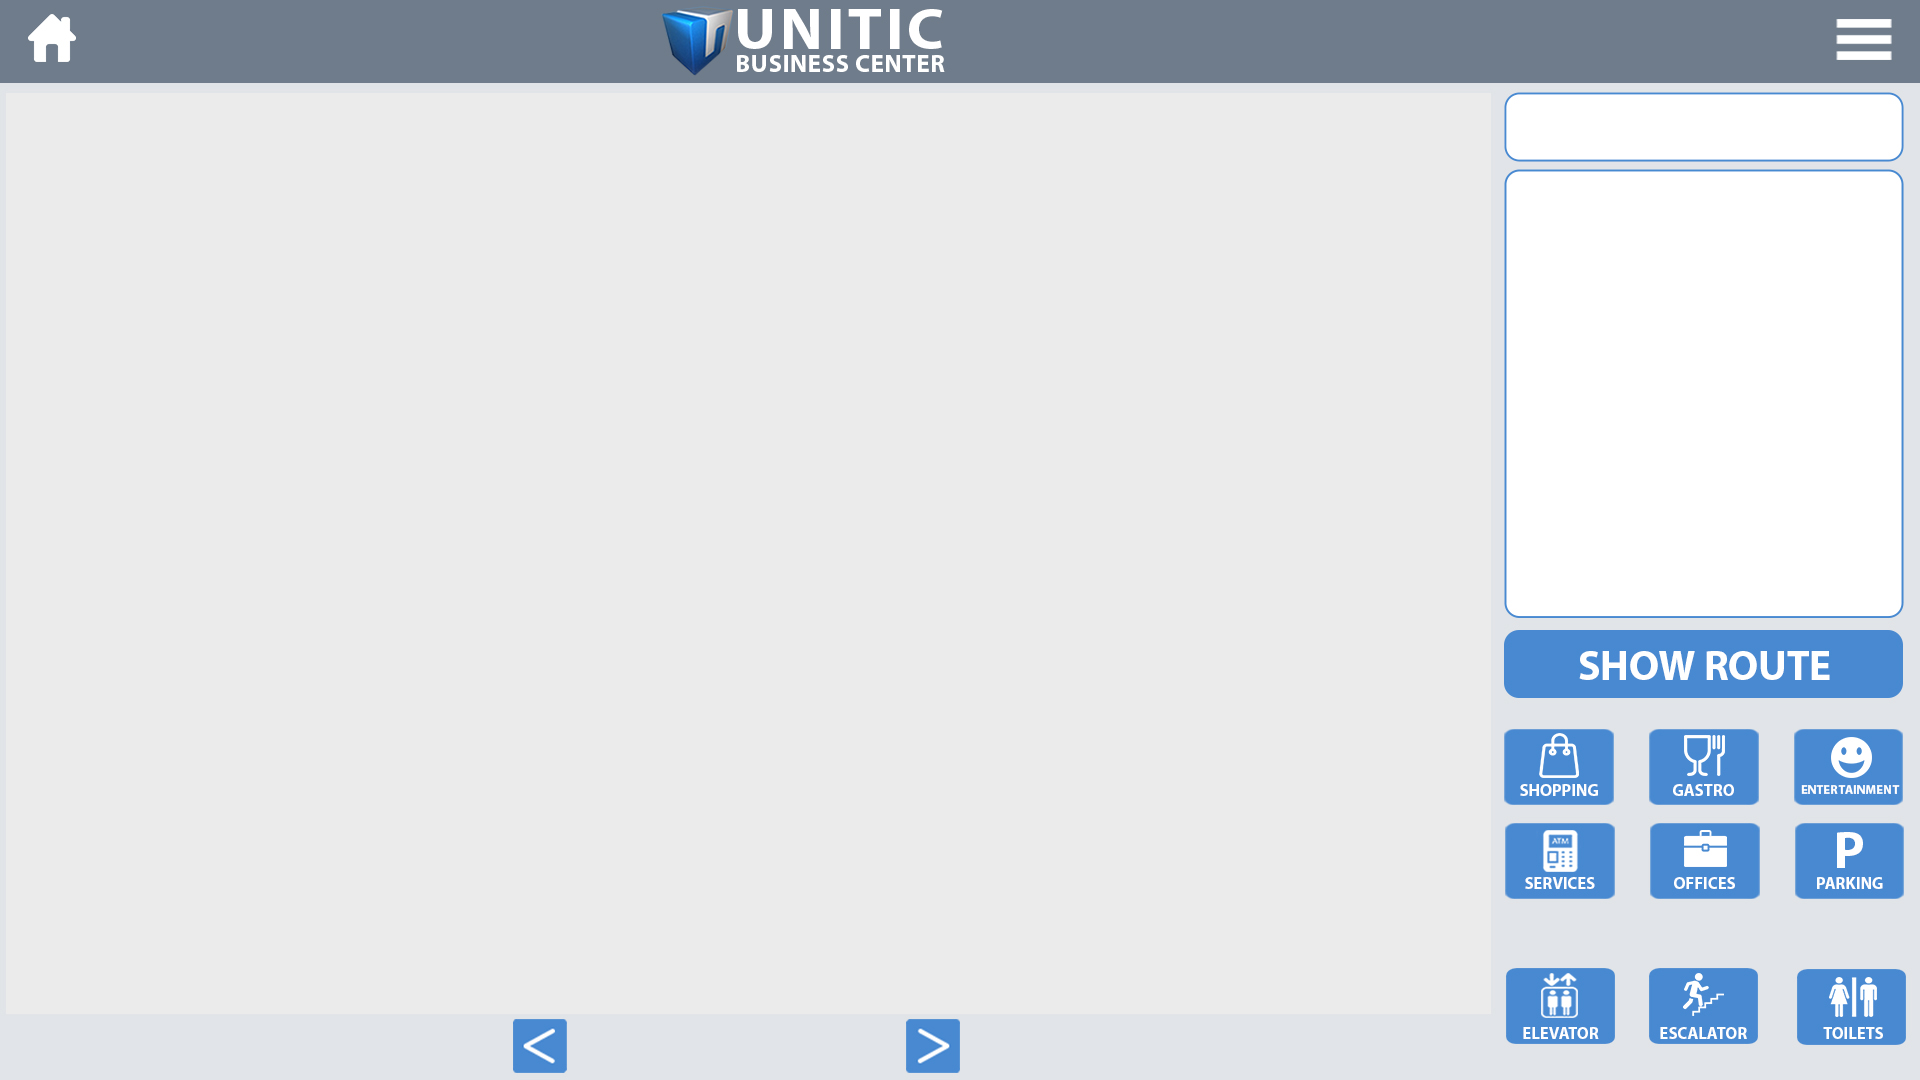 UNITIC
BUSINESS CENTER
SHOW ROUTE
SHOPPING
GASTRO
ENTERTAINMENT
ATM
SERVICES
OFFICES
P
PARKING
ELEVATOR
ESCALATOR
TOILETS
<
>